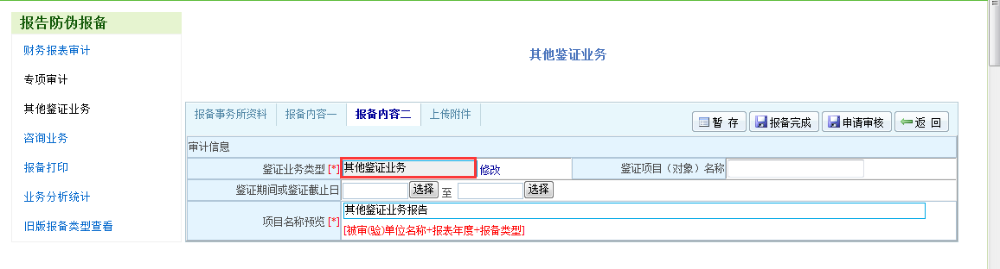 报告防伪报备
财务报表审计
专项审计
其他鉴证业务
咨询业务
报备打印
业务分析统计
旧版报备类型查看
其他鉴证业务
报备事务所资料 报备内容一 报备内容二 上传附件
暂 存 报备完成 申请审核 返 回
审计信息
鉴证业务类型 [*] 其他鉴证业务 修改 鉴证项目（对象）名称
鉴证期间或鉴证截止日 选择 至 选择
项目名称预览 [*] 其他鉴证业务报告
[被审(验)单位名称+报表年度+报备类型]